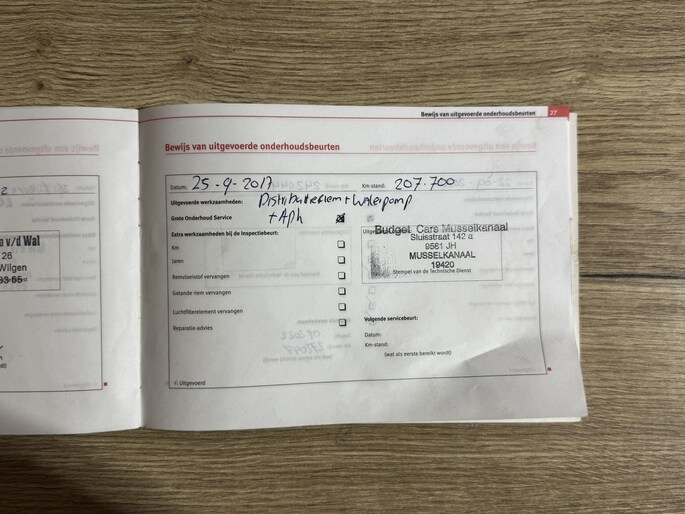 Bewijs van uitgevoerde onderhoudsbeurten 27
Bewijs van uitgevoerde onderhoudsbeurten
Datum: 25-9-2017 Km-stand: 207.700
Uitgevoerde werkzaamheden: Distributieriem + Waterpomp
Grote Onderhoud Service + Apk
Extra werkzaamheden bij de Inspectiebeurt:
Km
Jaren
Remvloeistof vervangen
Getande riem vervangen
Luchtfilterelement vervangen
Reparatie-advies
Budget Cars Musselkanaal
Sluisstraat 142 a
9581 JH
MUSSELKANAAL
19420
Stempel van de Technische Dienst
Volgende servicebeurt:
Datum:
Km-stand:
(wat als eerste bereikt wordt)
Uitgevoerd
v/d Wal
26
Wilgen